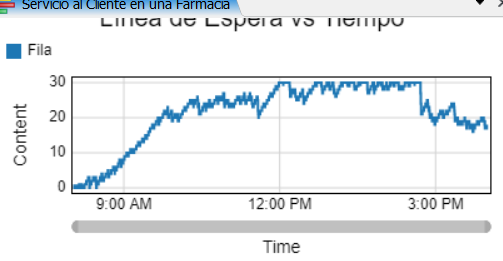 Servicio al Cliente en una Farmacia
Línea de Espera vs Tiempo
Fila
Content
30
20
10
0
9:00 AM
12:00 PM
3:00 PM
Time